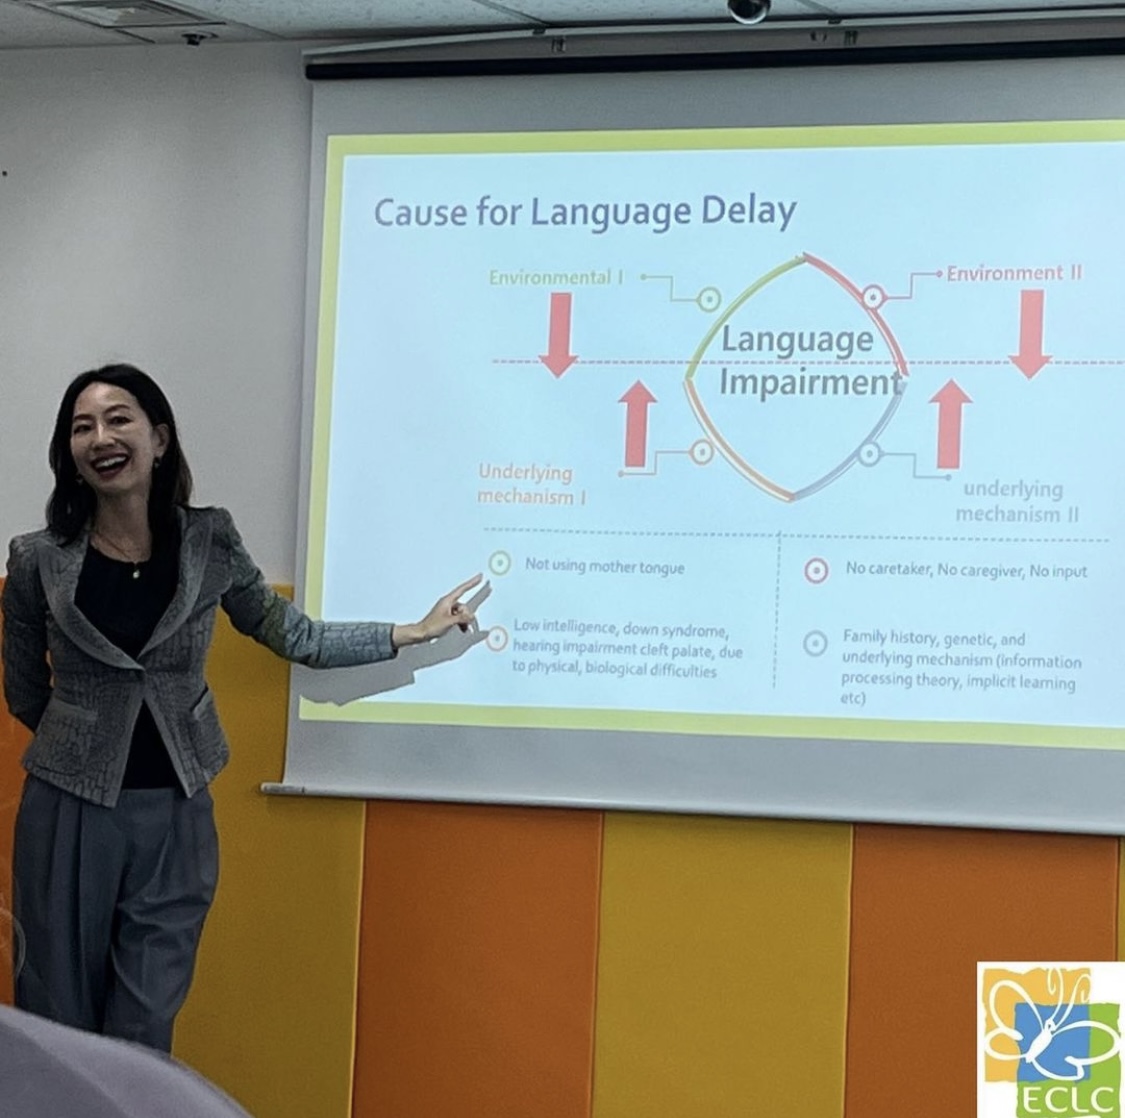 Cause for Language Delay
Environmental I
Environment II
Language
Impairment
Underlying
mechanism I
underlying
mechanism II
Not using mother tongue
No caretaker, No caregiver, No input
Low intelligence, down syndrome,
hearing impairment cleft palate, due
to physical, biological difficulties
Family history, genetic, and
underlying mechanism (information
processing theory, implicit learning
etc)
ECLC